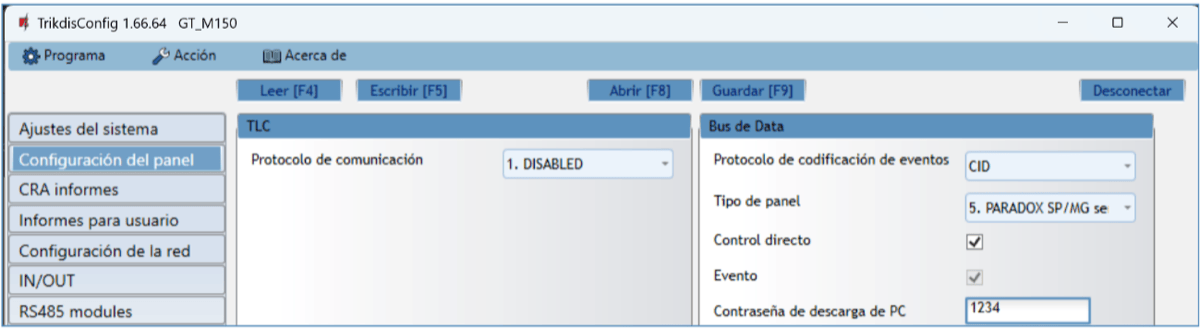 TrikdisConfig 1.66.64 GT_M150
Programa Acción Acerca de
Leer [F4] Escribir [F5] Abrir [F8] Guardar [F9] Desconectar
Ajustes del sistema
Configuración del panel
CRA informes
Informes para usuario
Configuración de la red
IN/OUT
RS485 modules
TLC
Protocolo de comunicación 1. DISABLED
Bus de Data
Protocolo de codificación de eventos CID
Tipo de panel 5. PARADOX SP/MG se
Control directo
Evento
Contraseña de descarga de PC 1234